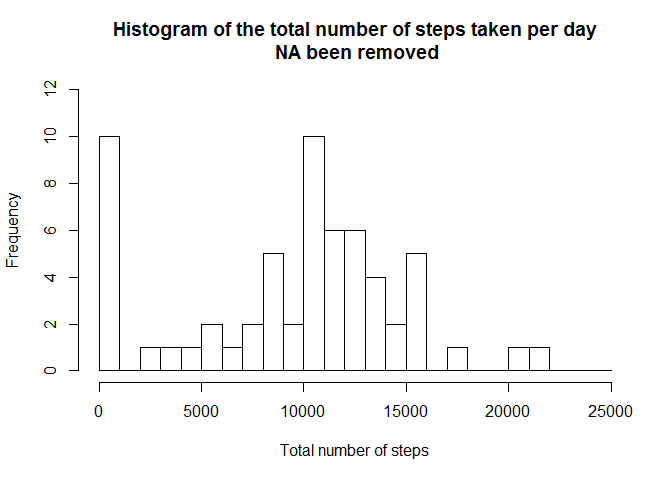 Histogram of the total number of steps taken per day
NA been removed
12
10
8
6
4
2
0
Frequency
0 5000 10000 15000 20000 25000
Total number of steps